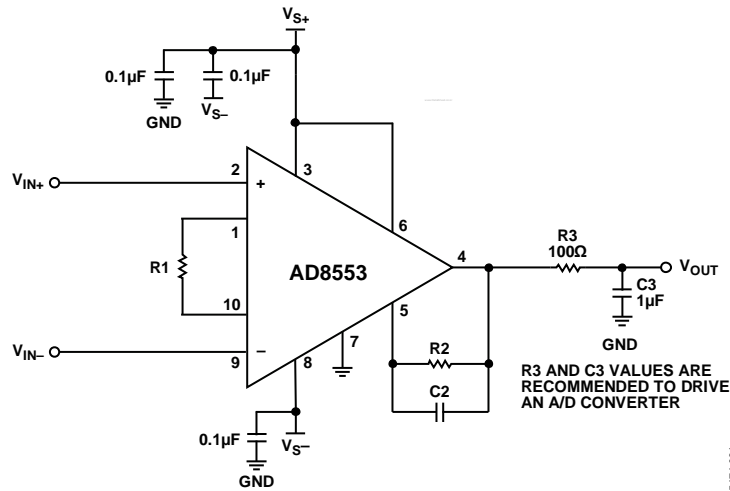 VS+
0.1µF
0.1µF
VS–
GND
VIN+
2
+
3
6
1
R1
AD8553
4
R3
100Ω
VOUT
C3
1µF
GND
10
5
VIN–
9
–
8
7
R2
C2
R3 AND C3 VALUES ARE
RECOMMENDED TO DRIVE
AN A/D CONVERTER
0.1µF
VS–
GND